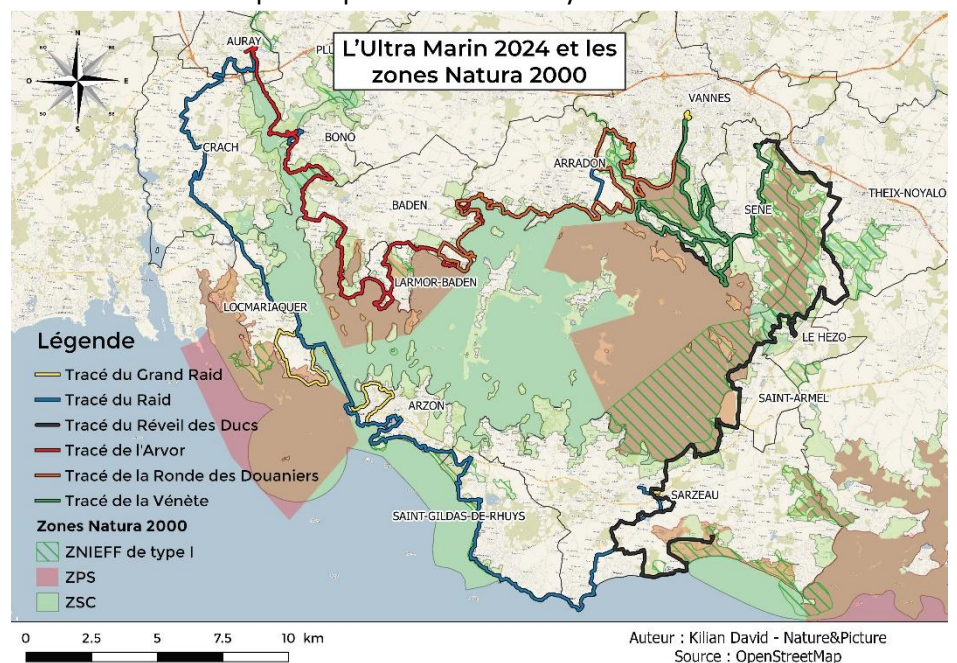 L'Ultra Marin 2024 et les
zones Natura 2000
N
O
E
S
AURAY
PLU
VANNES
BONO
CRACH
ARRADON
THEIX-NOYALO
BADEN
SENE
LARMOR-BADEN
LOCMARIAQUER
LE HEZO
SAINT-ARMEL
ARZON
SARZEAU
SAINT-GILDAS-DE-RHUYS
Légende
Tracé du Grand Raid
Tracé du Raid
Tracé du Réveil des Ducs
Tracé de l'Arvor
Tracé de la Ronde des Douaniers
Tracé de la Vénète
Zones Natura 2000
ZNIEFF de type I
ZPS
ZSC
0 2.5 5 7.5 10 km
Auteur : Kilian David - Nature&Picture
Source : OpenStreetMap